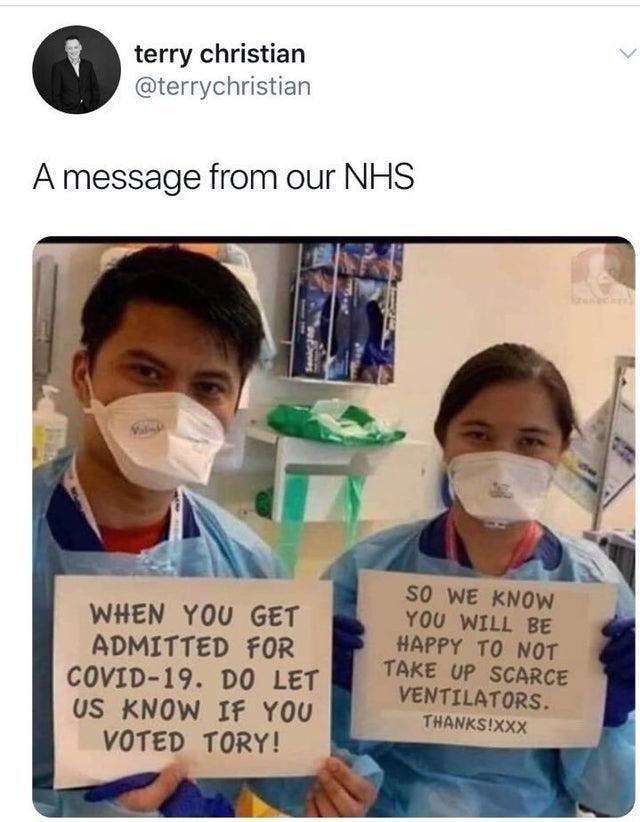 terry christian
@terrychristian
A message from our NHS
WHEN YOU GET
ADMITTED FOR
COVID-19. DO LET
US KNOW IF YOU
VOTED TORY!
SO WE KNOW
YOU WILL BE
HAPPY TO NOT
TAKE UP SCARCE
VENTILATORS.
THANKS!XXX